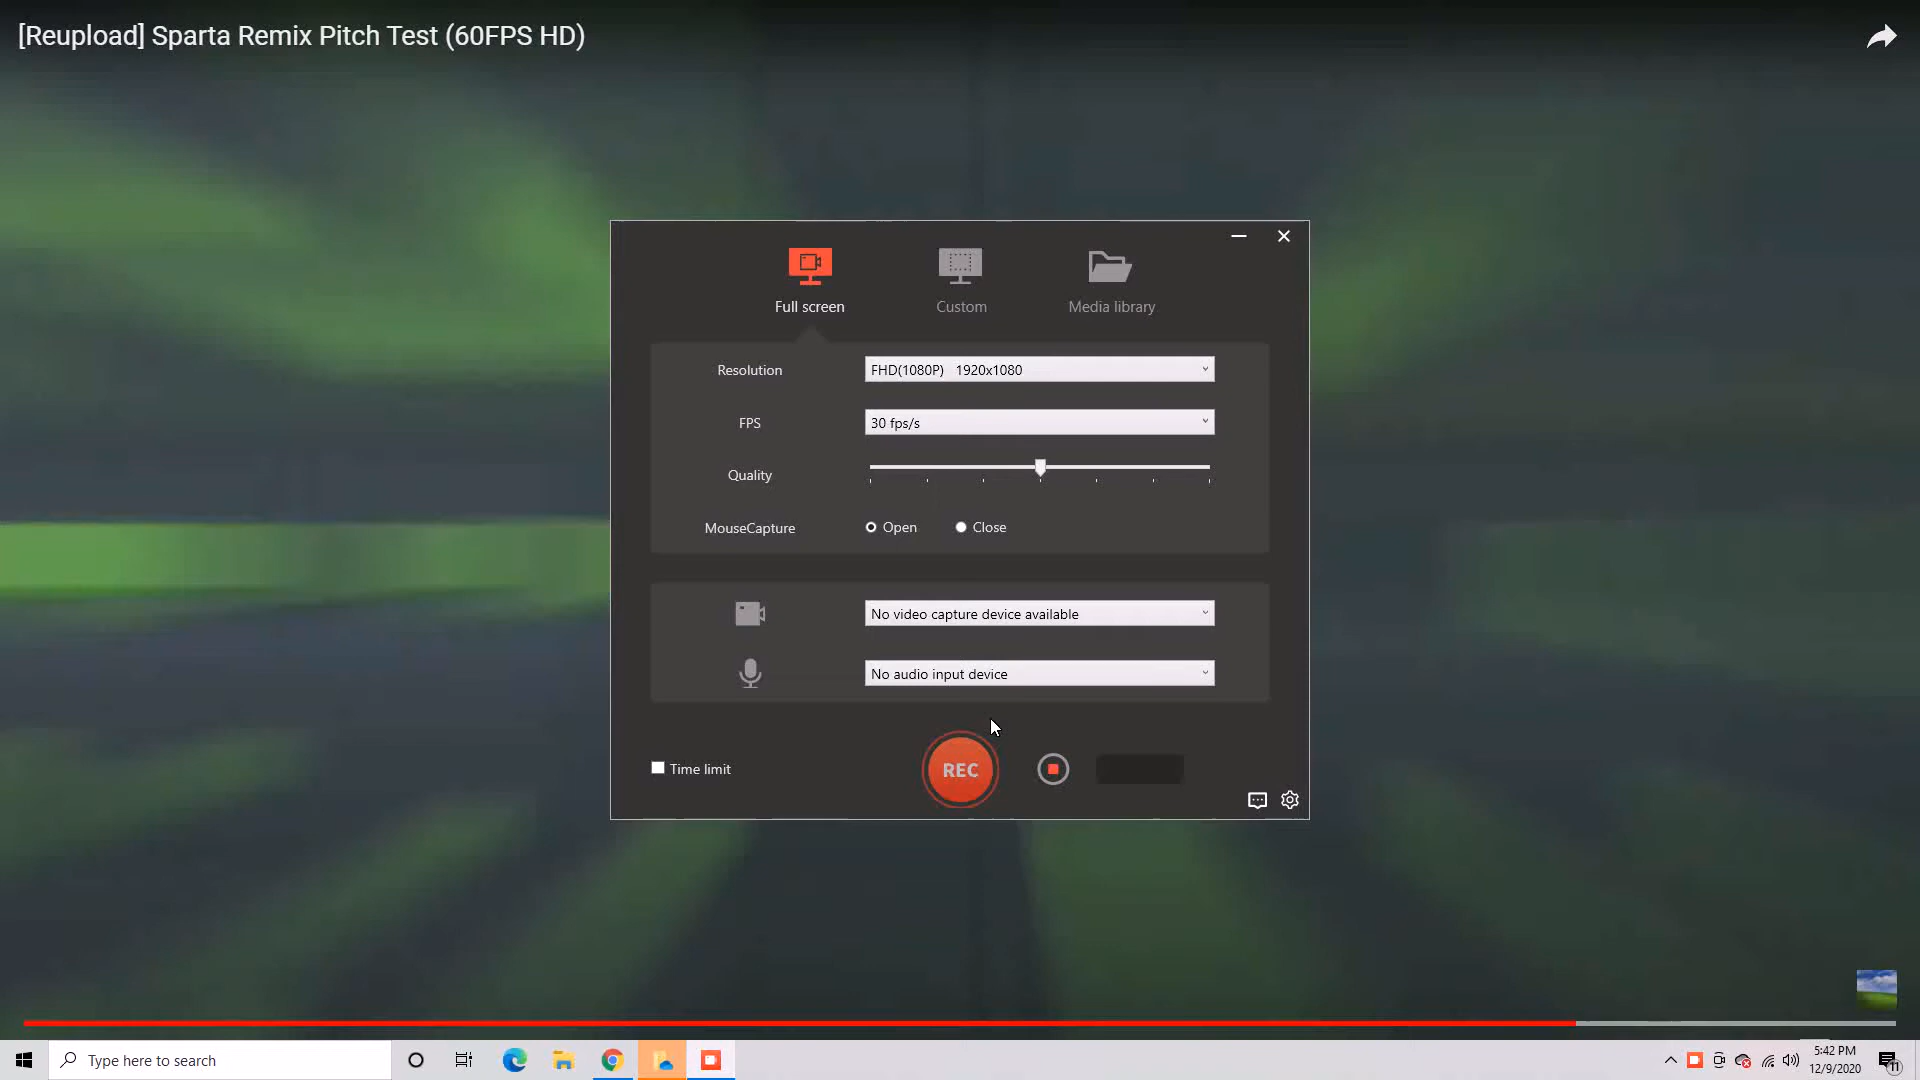 [Reupload] Sparta Remix Pitch Test (60FPS HD)
Full screen
Custom
Media library
Resolution
FHD(1080P) 1920x1080
FPS
30 fps/s
Quality
MouseCapture
Open
Close
No video capture device available
No audio input device
Time limit
REC
Type here to search
5:42 PM
12/9/2020
11